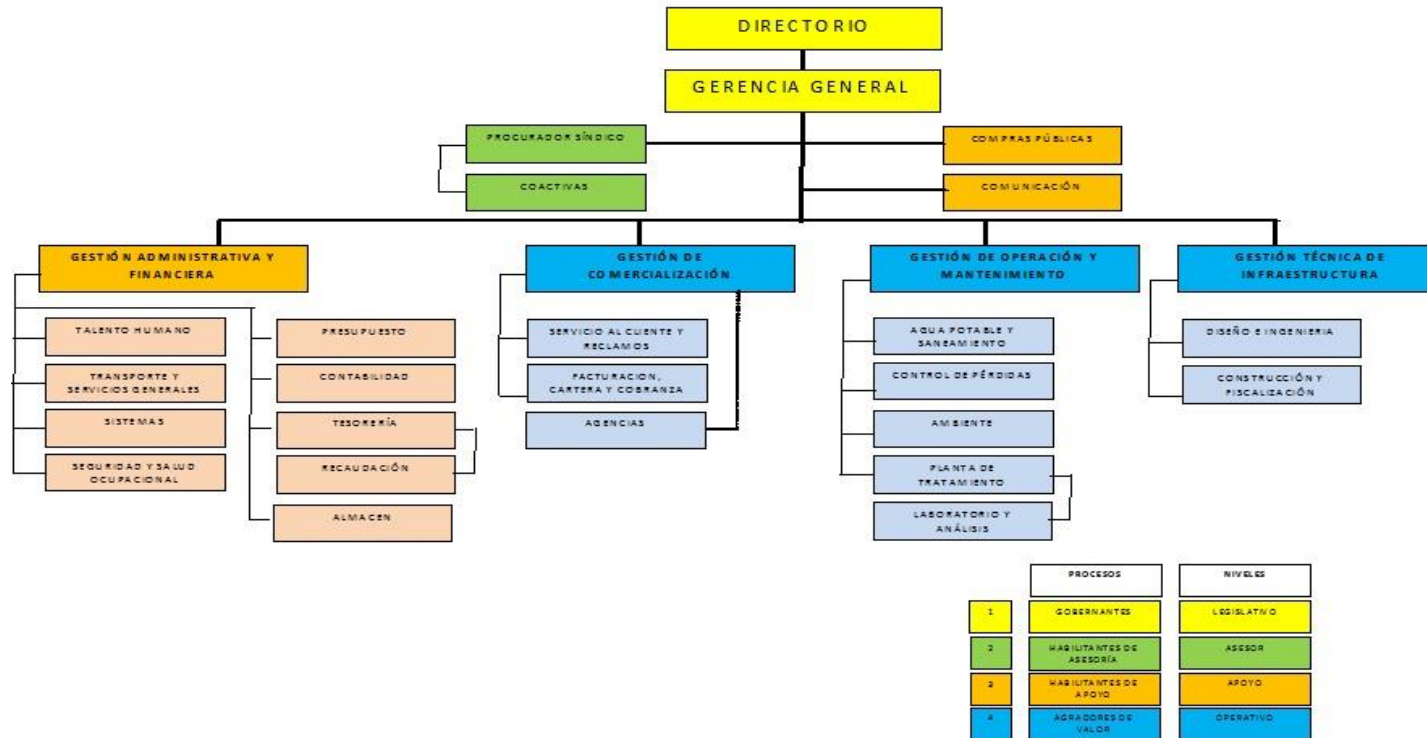 DIRECTORIO
GERENCIA GENERAL
PROCURADOR SÍNDICO
COMPRAS PÚBLICAS
COACTIVAS
COMUNICACIÓN
GESTIÓN ADMINISTRATIVA Y
FINANCIERA
GESTIÓN DE
COMERCIALIZACIÓN
GESTIÓN DE OPERACIÓN Y
MANTENIMIENTO
GESTIÓN TÉCNICA DE
INFRAESTRUCTURA
TALENTO HUMANO
TRANSPORTE Y
SERVICIOS GENERALES
SISTEMAS
SEGURIDAD Y SALUD
OCUPACIONAL
PRESUPUESTO
CONTABILIDAD
TESORERÍA
RECAUDACIÓN
ALMACEN
SERVICIO AL CLIENTE Y
RECLAMOS
FACTURACION,
CARTERA Y COBRANZA
AGENCIAS
AGUA POTABLE Y
SANEAMIENTO
CONTROL DE PÉRDIDAS
AMBIENTE
PLANTA DE
TRATAMIENTO
LABORATORIO Y
ANÁLISIS
DISEÑO E INGENIERIA
CONSTRUCCIÓN Y
FISCALIZACIÓN
PROCESOS
NIVELES
1
GOBERNANTES
LEGISLATIVO
2
HABILITANTES DE
ASESORÍA
ASESOR
3
HABILITANTES DE
APOYO
APOYO
4
AGRADORES DE
VALOR
OPERATIVO